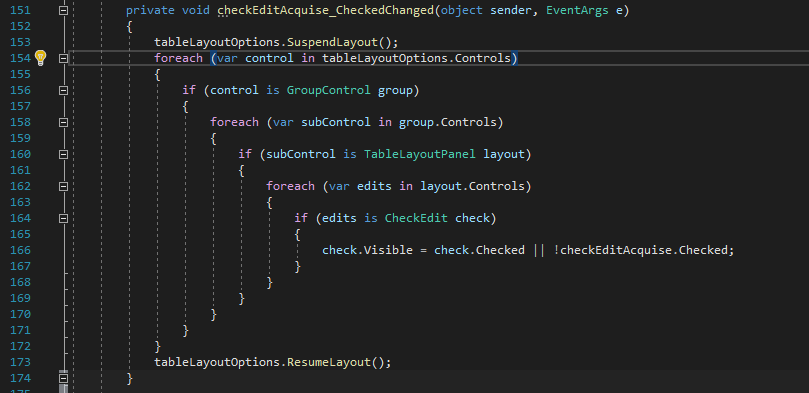 151 private void checkEditAcquise_CheckedChanged(object sender, EventArgs e)
152 {
153 tableLayoutOptions.SuspendLayout();
154 foreach (var control in tableLayoutOptions.Controls)
155 {
156 if (control is GroupControl group)
157 {
158 foreach (var subControl in group.Controls)
159 {
160 if (subControl is TableLayoutPanel layout)
161 {
162 foreach (var edits in layout.Controls)
163 {
164 if (edits is CheckEdit check)
165 {
166 check.Visible = check.Checked || !checkEditAcquise.Checked;
167 }
168 }
169 }
170 }
171 }
172 }
173 tableLayoutOptions.ResumeLayout();
174 }
175